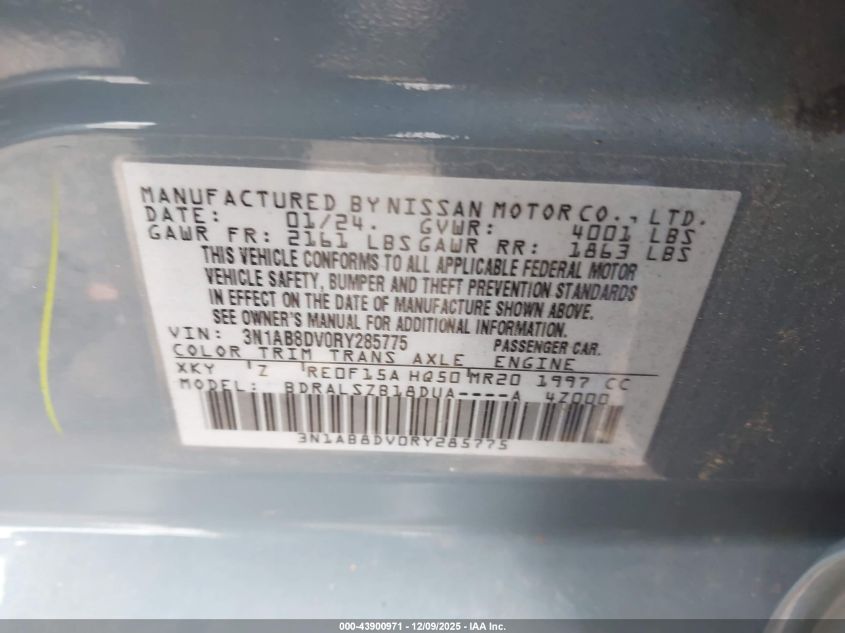 MANUFACTURED BY NISSAN MOTOR CO., LTD.
DATE: 01/24. GVWR: 4001 LBS
GAWR FR: 2161 LBS GAWR RR: 1863 LBS
THIS VEHICLE CONFORMS TO ALL APPLICABLE FEDERAL MOTOR
VEHICLE SAFETY, BUMPER AND THEFT PREVENTION STANDARDS
IN EFFECT ON THE DATE OF MANUFACTURE SHOWN ABOVE.
SEE OWNER'S MANUAL FOR ADDITIONAL INFORMATION.
VIN: 3N1AB8DV0RY285775 PASSENGER CAR.
COLOR TRIM TRANS AXLE ENGINE
XKY Z RE0F15A HQ50 MR20 1997 CC
MODEL: BDRALSZB18DUA----A 4Z000
3N1AB8DV0RY285775
000-43900971 - 12/09/2025 - IAA Inc.